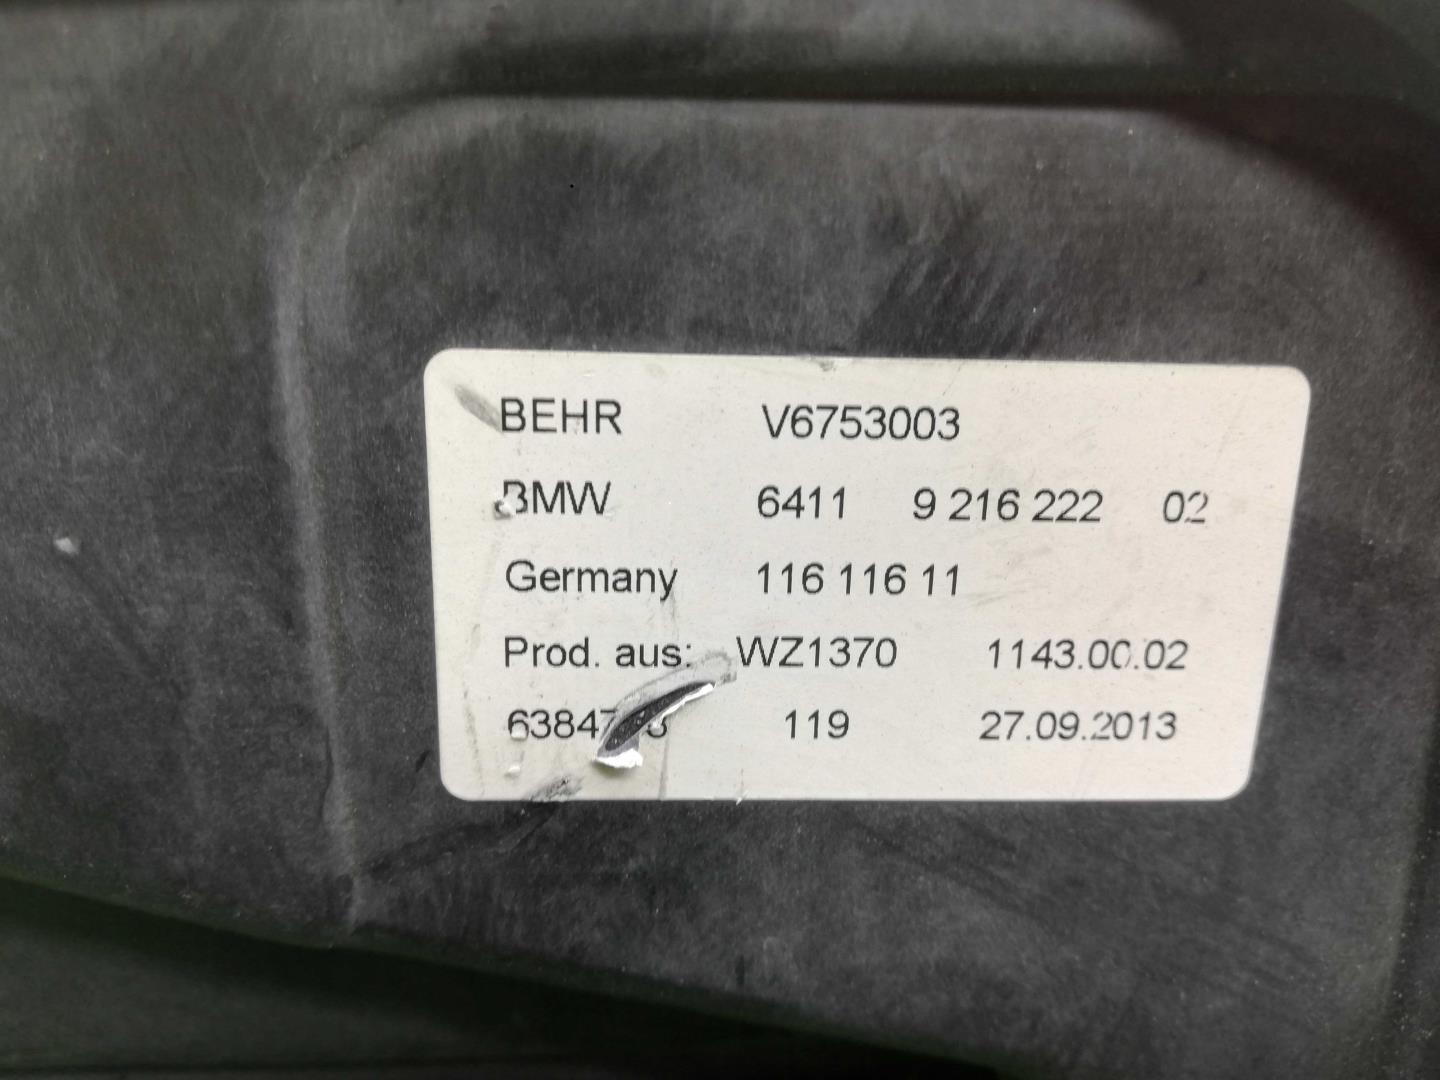 BEHR V6753003
BMW 6411 9 216 222 02
Germany 116 116 11
Prod. aus: WZ1370 1143.00.02
119 27.09.2013